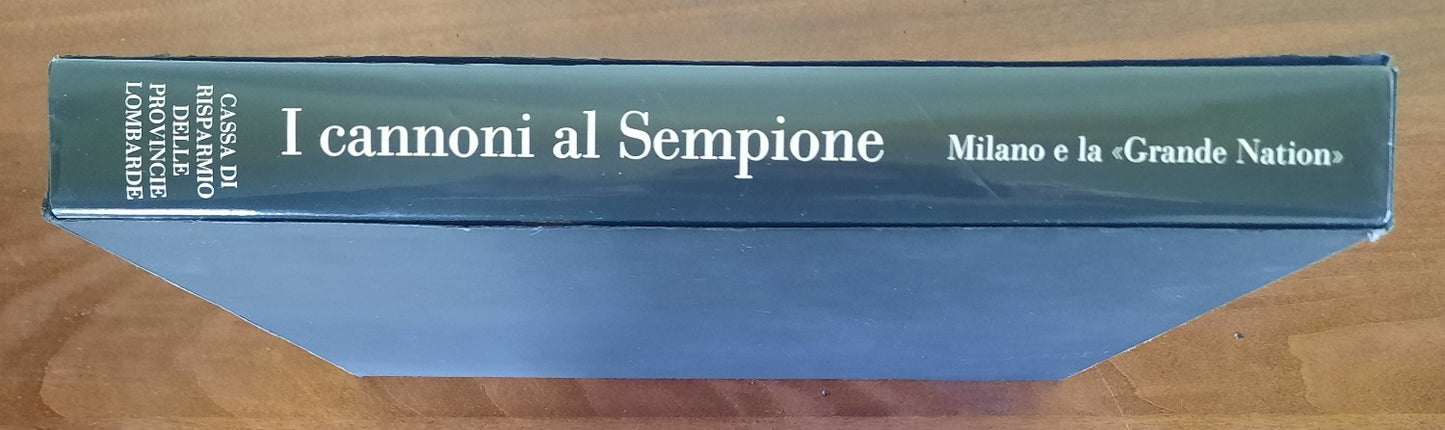 CASSA DI
RISPARMIO
DELLE
PROVINCIE
LOMBARDE
I cannoni al Sempione
Milano e la «Grande Nation»